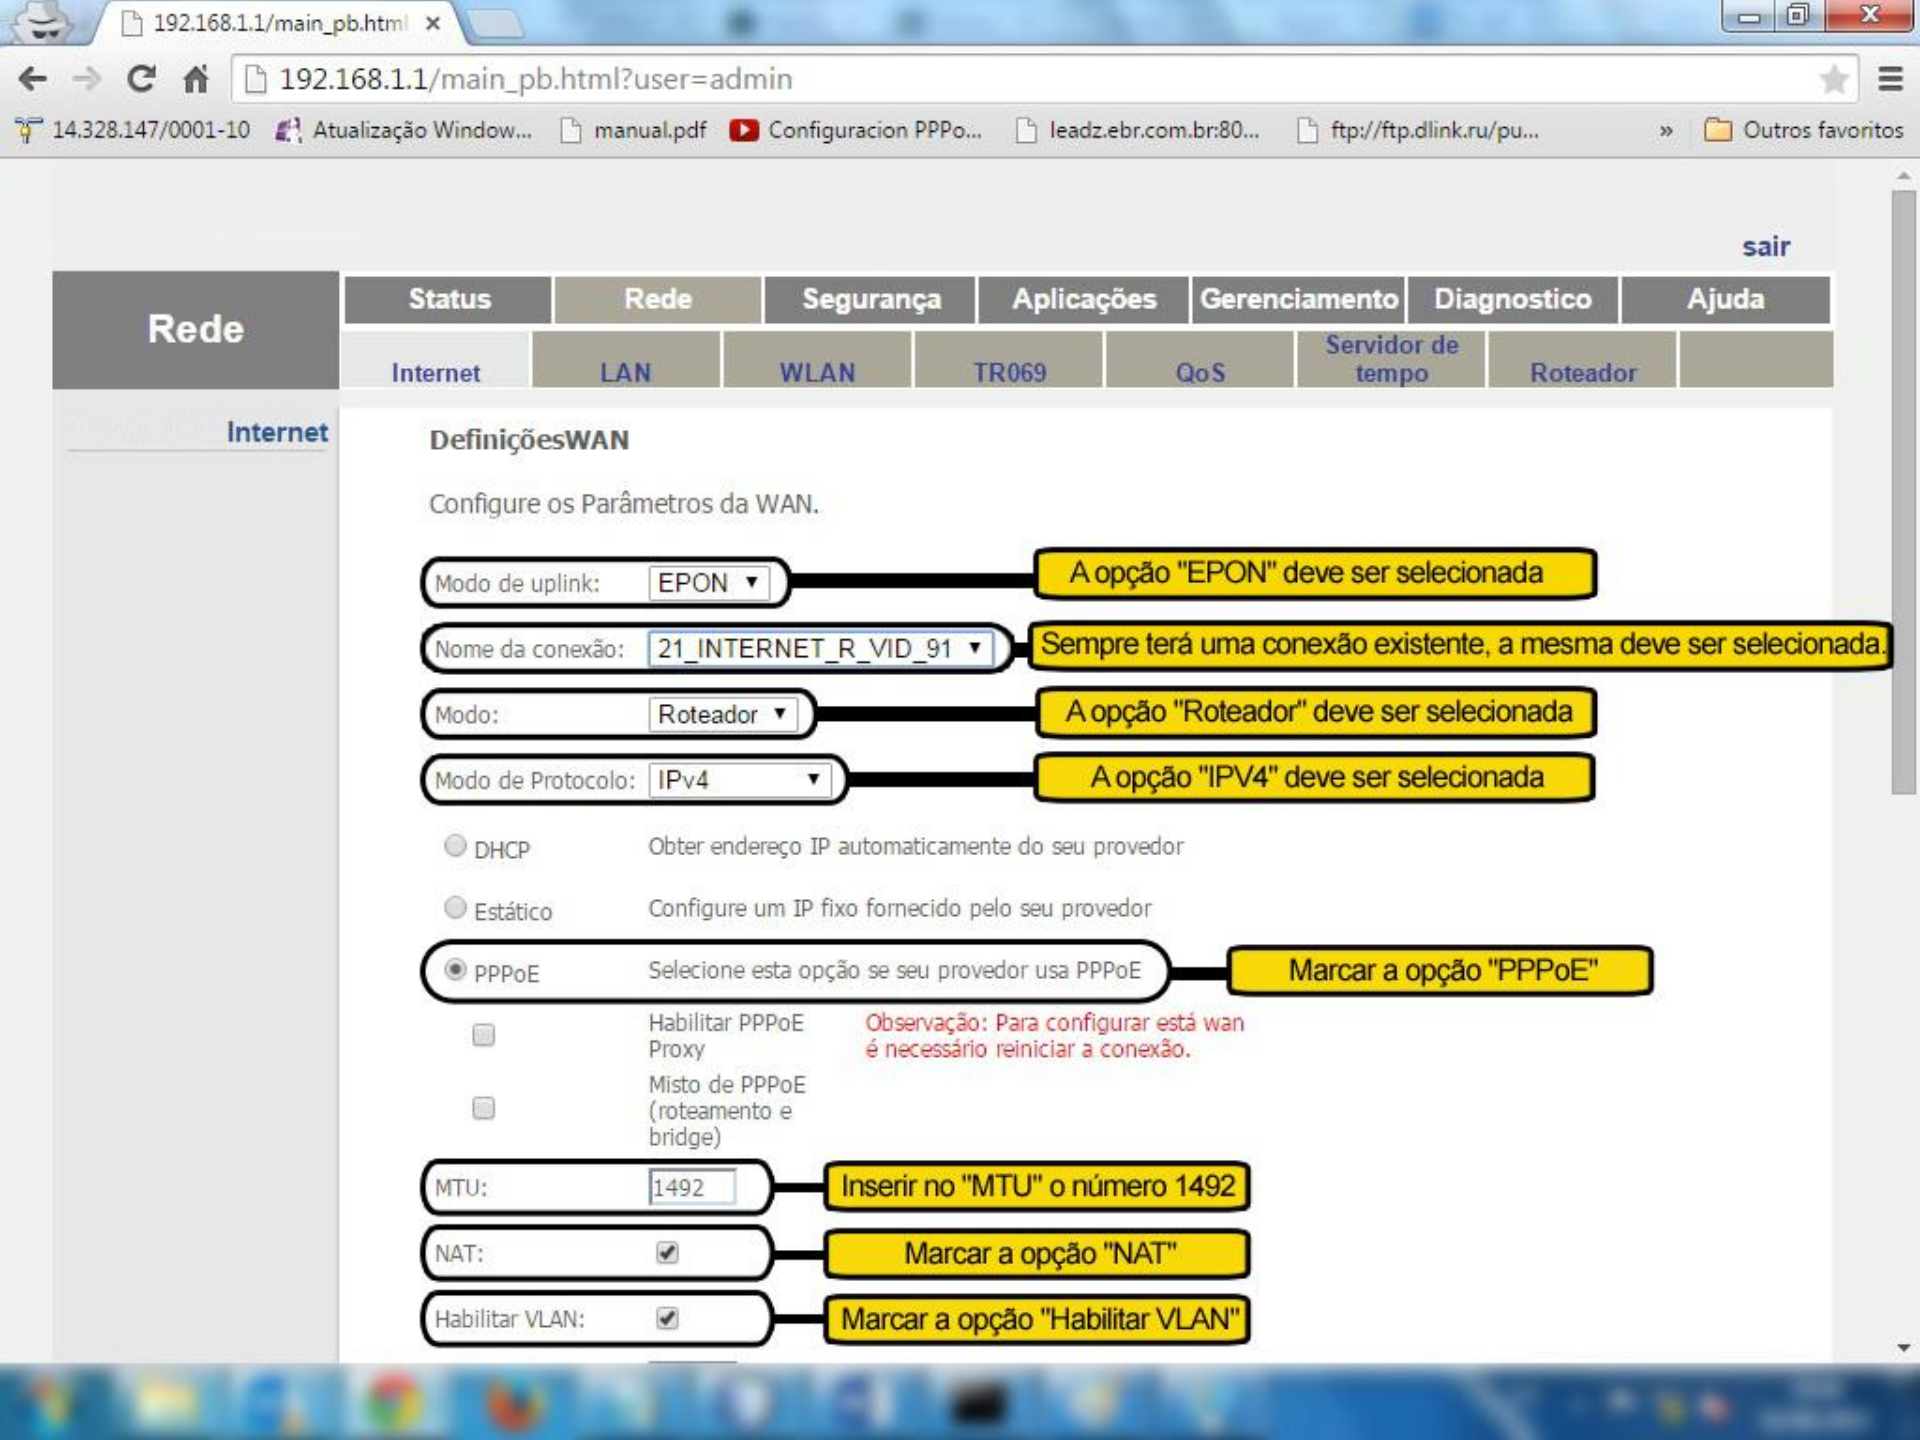 192.168.1.1/main_pb.html
192.168.1.1/main_pb.html?user=admin
14.328.147/0001-10 Atualização Window... manual.pdf Configuracion PPPo... leadz.ebr.com.br:80... ftp://ftp.dlink.ru/pu... » Outros favoritos
sair
Rede
Status Rede Segurança Aplicações Gerenciamento Diagnostico Ajuda
Internet LAN WLAN TR069 QoS Servidor de tempo Roteador
Internet
DefiniçõesWAN
Configure os Parâmetros da WAN.
Modo de uplink: EPON A opção "EPON" deve ser selecionada
Nome da conexão: 21_INTERNET_R_VID_91 Sempre terá uma conexão existente, a mesma deve ser selecionada.
Modo: Roteador A opção "Roteador" deve ser selecionada
Modo de Protocolo: IPv4 A opção "IPV4" deve ser selecionada
DHCP Obter endereço IP automaticamente do seu provedor
Estático Configure um IP fixo fornecido pelo seu provedor
PPPoE Selecione esta opção se seu provedor usa PPPoE Marcar a opção "PPPoE"
Habilitar PPPoE
Proxy
Observação: Para configurar está wan
é necessário reiniciar a conexão.
Misto de PPPoE
(roteamento e
bridge)
MTU: 1492 Inserir no "MTU" o número 1492
NAT: Marcar a opção "NAT"
Habilitar VLAN: Marcar a opção "Habilitar VLAN"